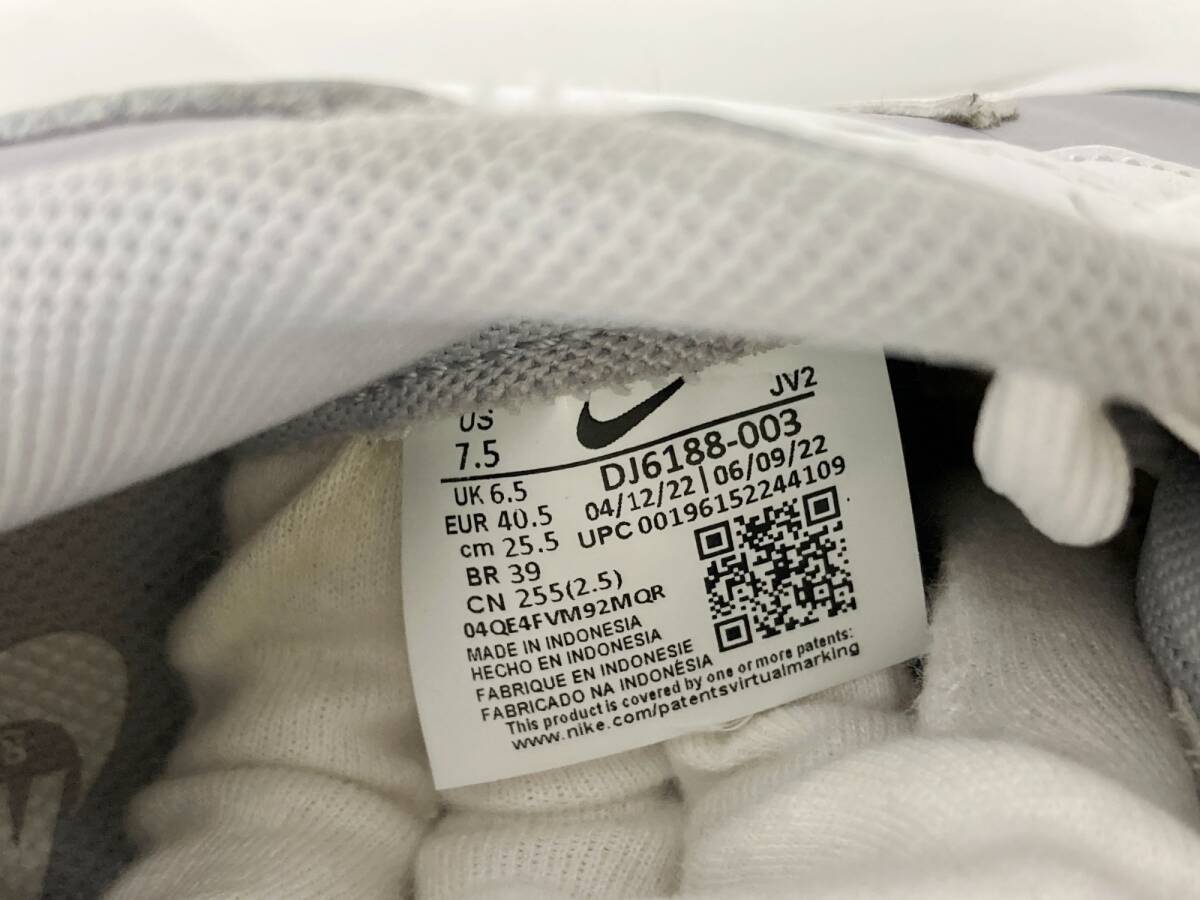 US
7.5
JV2
DJ6188-003
04/12/22 | 06/09/22
UPC 00196152244109
UK 6.5
EUR 40.5
cm 25.5
BR 39
CN 255(2.5)
04QE4FVM92MQR
MADE IN INDONESIA
HECHO EN INDONESIA
FABRIQUE EN INDONESIE
FABRICADO NA INDONÉSIA
This product is covered by one or more patents:
www.nike.com/patentsvirtualmarking